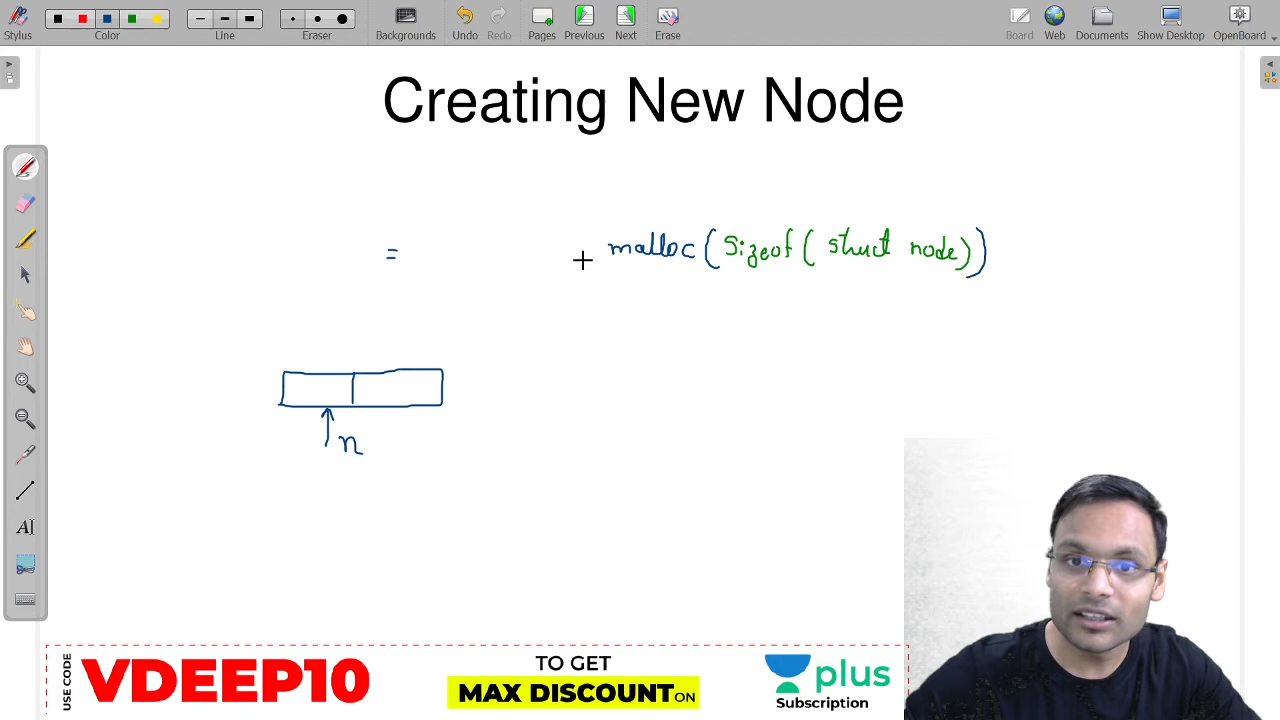 Stylus Color Line Eraser Backgrounds Undo Redo Pages Previous Next Erase Board Web Documents Show Desktop OpenBoard
Creating New Node
= malloc(Sizeof(struct node))
n
AI
USE CODE
VDEEP10
TO GET
MAX DISCOUNT ON
plus
Subscription